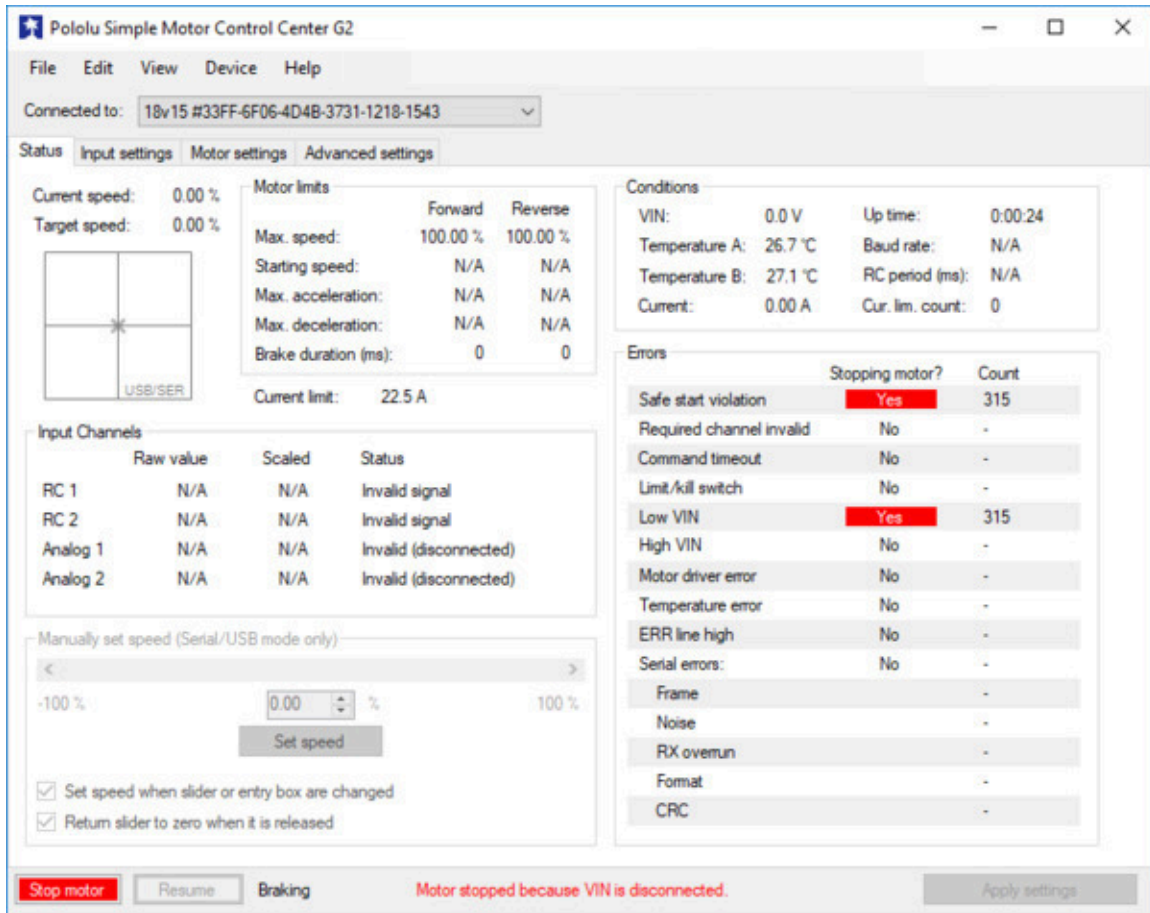 Pololu Simple Motor Control Center G2
File Edit View Device Help
Connected to: 18v15 #33FF-6F06-4D4B-3731-1218-1543
Status Input settings Motor settings Advanced settings
Current speed: 0.00 %
Target speed: 0.00 %
USB/SER
Motor limits
Forward Reverse
Max. speed: 100.00 % 100.00 %
Starting speed: N/A N/A
Max. acceleration: N/A N/A
Max. deceleration: N/A N/A
Brake duration (ms): 0 0
Current limit: 22.5 A
Input Channels
Raw value Scaled Status
RC 1 N/A N/A Invalid signal
RC 2 N/A N/A Invalid signal
Analog 1 N/A N/A Invalid (disconnected)
Analog 2 N/A N/A Invalid (disconnected)
Manually set speed (Serial/USB mode only)
-100 % 0.00 % 100 %
Set speed
Set speed when slider or entry box are changed
Return slider to zero when it is released
Conditions
VIN: 0.0 V Up time: 0:00:24
Temperature A: 26.7 °C Baud rate: N/A
Temperature B: 27.1 °C RC period (ms): N/A
Current: 0.00 A Cur. lim. count: 0
Errors
Stopping motor? Count
Safe start violation Yes 315
Required channel invalid No -
Command timeout No -
Limit/kill switch No -
Low VIN Yes 315
High VIN No -
Motor driver error No -
Temperature error No -
ERR line high No -
Serial errors: No -
Frame -
Noise -
RX overrun -
Format -
CRC -
Stop motor Resume Braking Motor stopped because VIN is disconnected. Apply settings